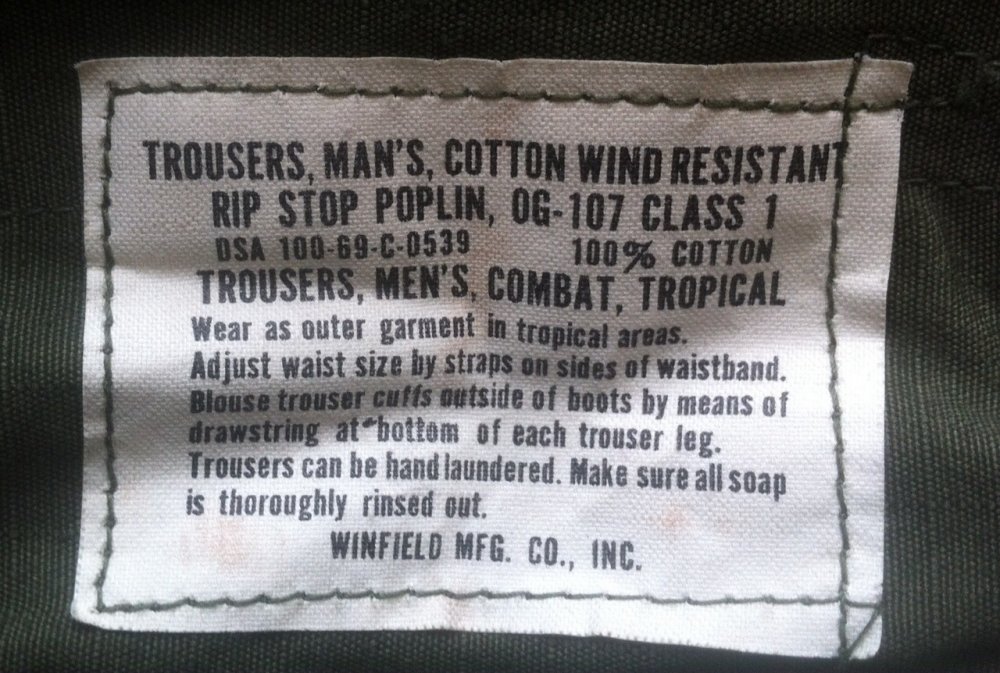 TROUSERS, MAN'S, COTTON WIND RESISTANT
RIP STOP POPLIN, OG-107 CLASS 1
DSA 100-69-C-0539 100% COTTON
TROUSERS, MEN'S, COMBAT, TROPICAL
Wear as outer garment in tropical areas.
Adjust waist size by straps on sides of waistband.
Blouse trouser cuffs outside of boots by means of
drawstring at bottom of each trouser leg.
Trousers can be hand laundered. Make sure all soap
is thoroughly rinsed out.
WINFIELD MFG. CO., INC.